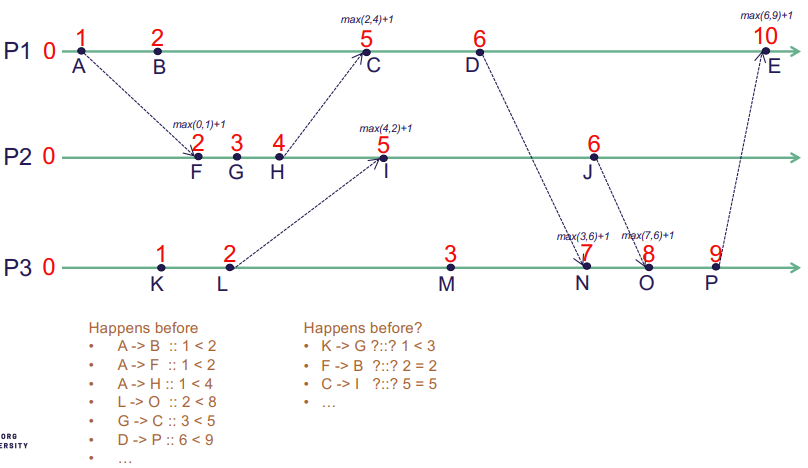 max(2,4)+1
max(6,9)+1
P1 0 1 2 5 6 10
A B C D E
max(0,1)+1
max(4,2)+1
P2 0 2 3 4 5 6
F G H I J
max(3,6)+1 max(7,6)+1
P3 0 1 2 3 7 8 9
K L M N O P
Happens before
• A -> B :: 1 < 2
• A -> F :: 1 < 2
• A -> H :: 1 < 4
• L -> O :: 2 < 8
• G -> C :: 3 < 5
• D -> P :: 6 < 9
• ...
Happens before?
• K -> G ?::? 1 < 3
• F -> B ?::? 2 = 2
• C -> I ?::? 5 = 5
• ...
ORG
ERSITY